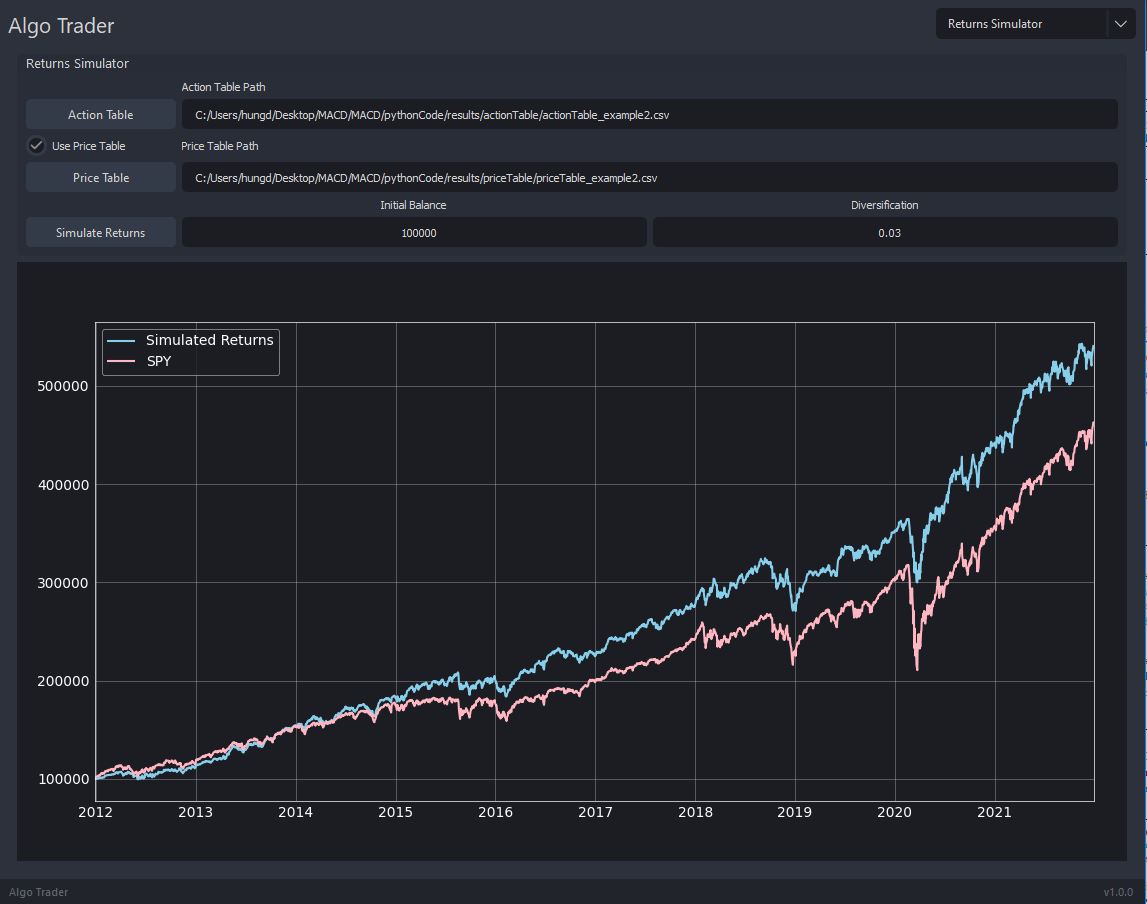 Algo Trader
Returns Simulator
Returns Simulator
Action Table Path
Action Table
C:/Users/hungd/Desktop/MACD/MACD/pythonCode/results/actionTable/actionTable_example2.csv
Use Price Table
Price Table Path
Price Table
C:/Users/hungd/Desktop/MACD/MACD/pythonCode/results/priceTable/priceTable_example2.csv
Initial Balance
Diversification
Simulate Returns
100000
0.03
Simulated Returns
SPY
500000
400000
300000
200000
100000
2012 2013 2014 2015 2016 2017 2018 2019 2020 2021
Algo Trader
v1.0.0